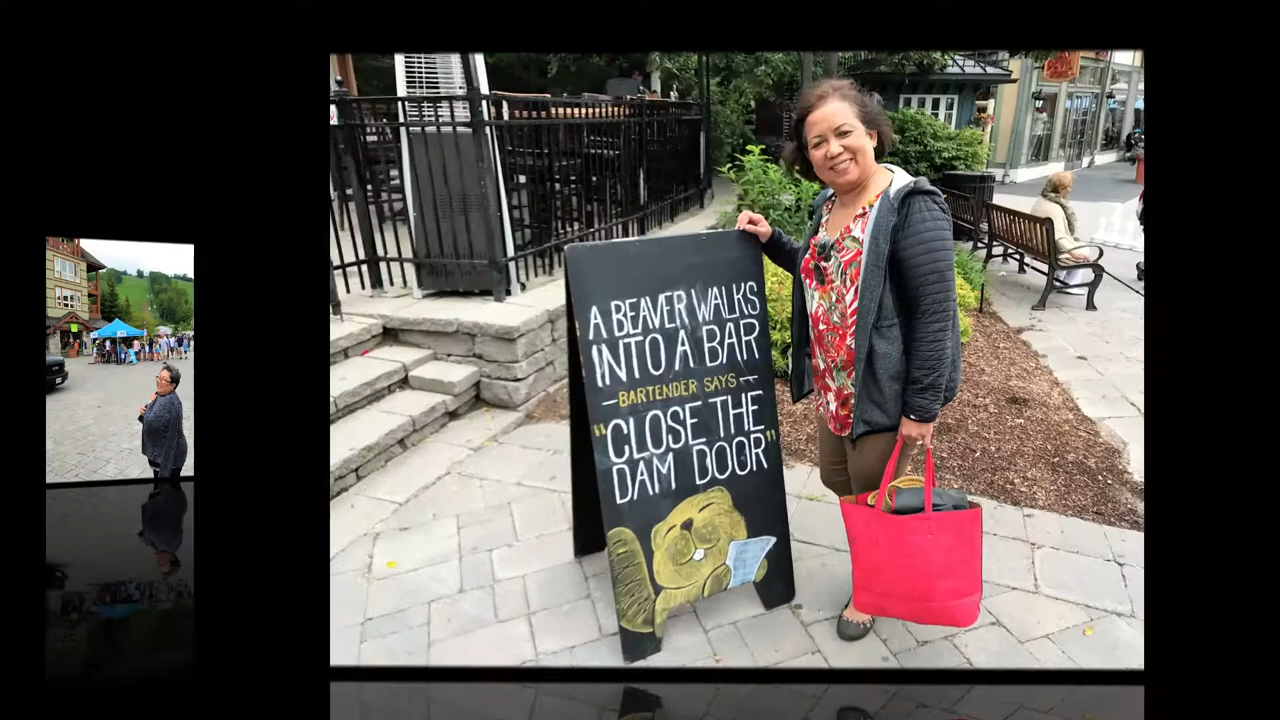 A BEAVER WALKS
INTO A BAR
BARTENDER SAYS
"CLOSE THE
DAM DOOR"